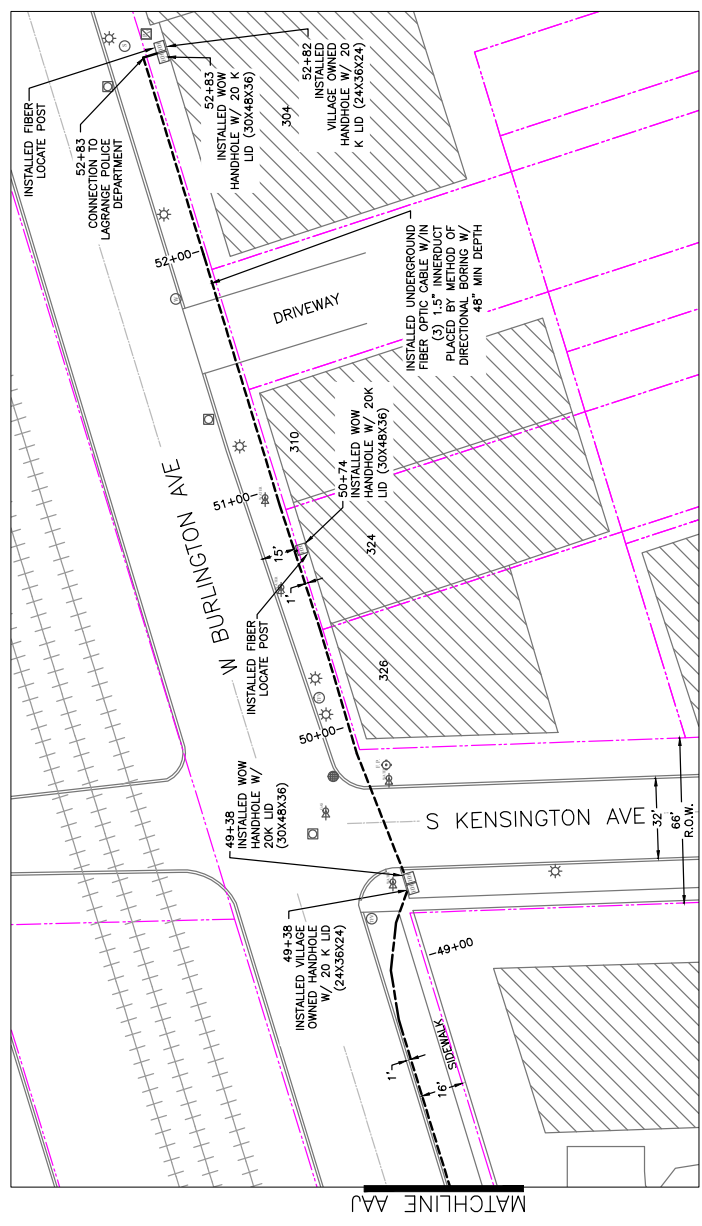 INSTALLED FIBER
LOCATE POST
52+83
CONNECTION TO
LAGRANGE POLICE
DEPARTMENT
52+83
INSTALLED WOW
HANDHOLE W/ 20 K
LID (30X48X36)
52+82
INSTALLED
VILLAGE OWNED
HANDHOLE W/ 20
K LID (24X36X24)
304
52+00
DRIVEWAY
INSTALLED UNDERGROUND
FIBER OPTIC CABLE W/IN
(3) 1.5" INNERDUCT
PLACED BY METHOD OF
DIRECTIONAL BORING W/
48" MIN DEPTH
310
W BURLINGTON AVE
51+00
50+74
INSTALLED WOW
HANDHOLE W/ 20K
LID (30X48X36)
15'
1'
324
INSTALLED FIBER
LOCATE POST
326
50+00
49+38
INSTALLED WOW
HANDHOLE W/
20K LID
(30X48X36)
S KENSINGTON AVE
32'
66'
R.O.W.
49+38
INSTALLED VILLAGE
OWNED HANDHOLE
W/ 20 K LID
(24X36X24)
49+00
SIDEWALK
1'
16'
MATCHLINE AAJ